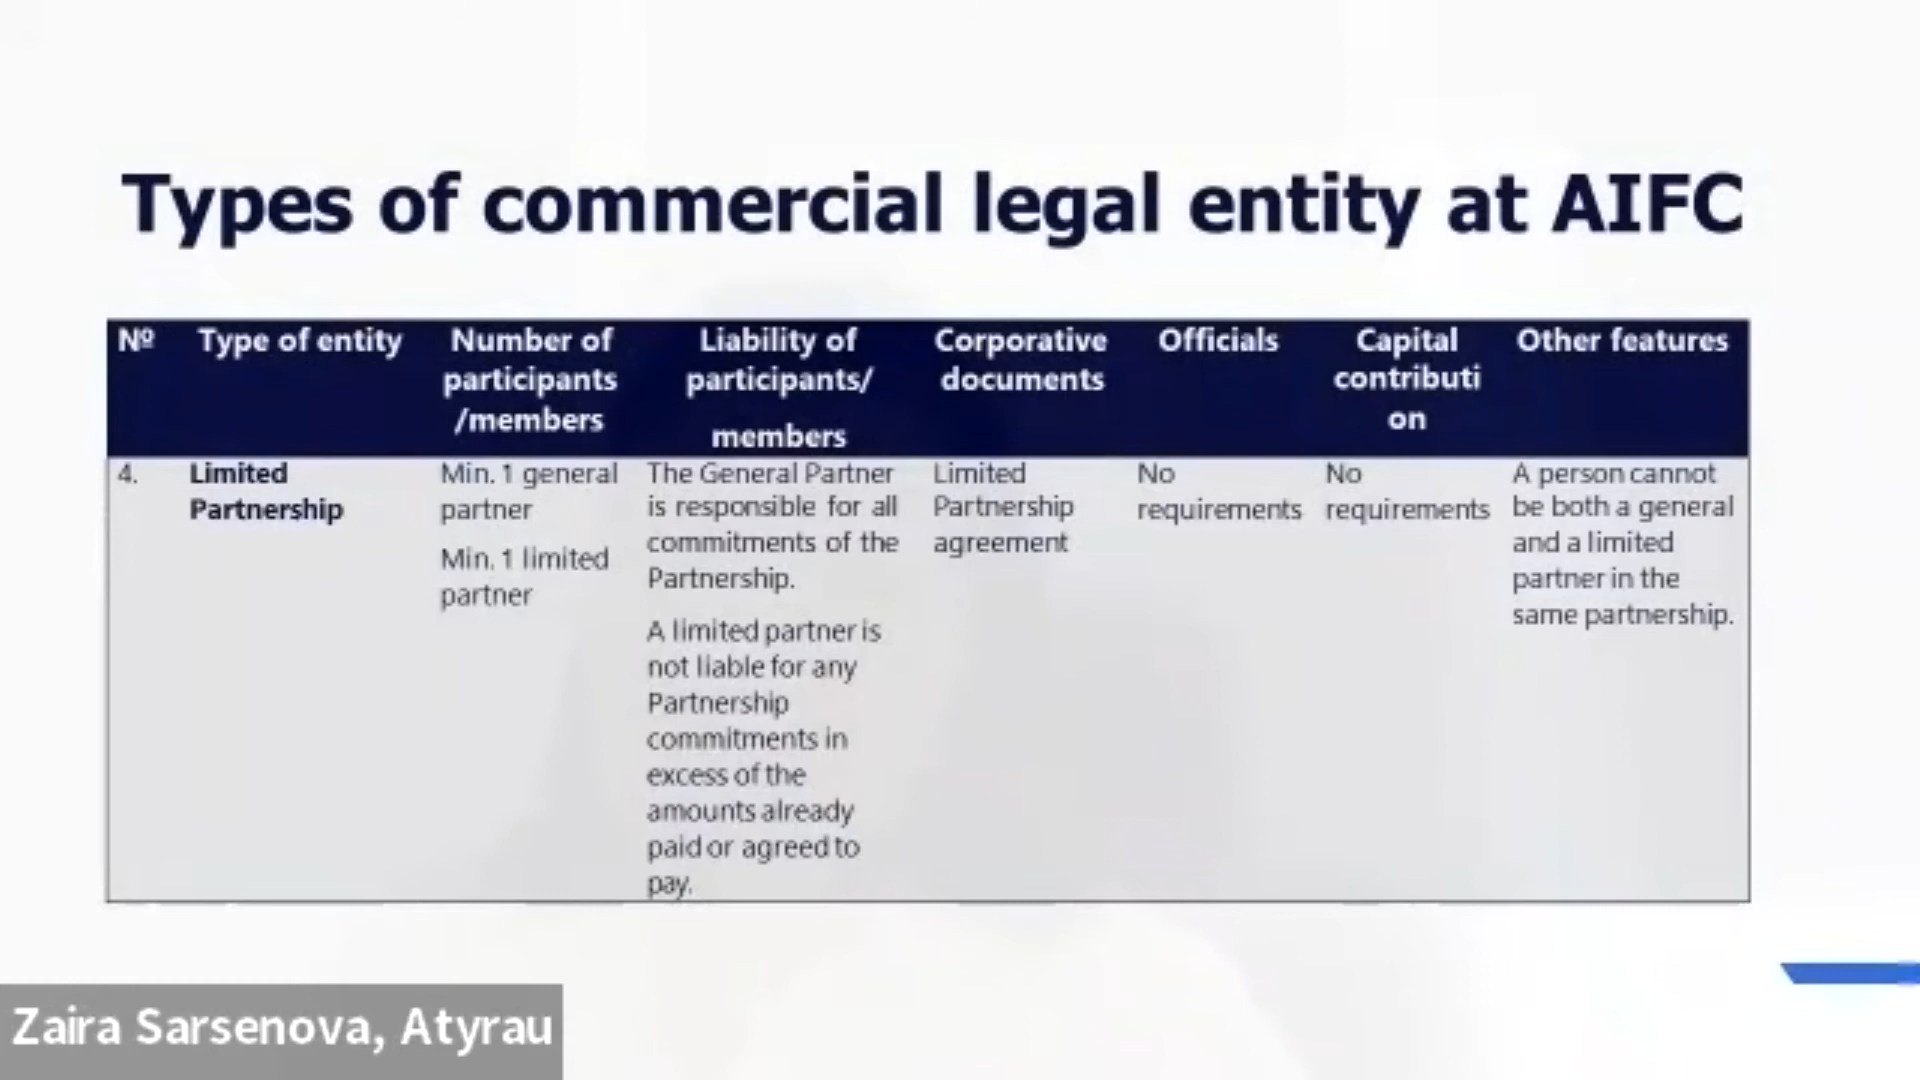 Types of commercial legal entity at AIFC
Nº
Type of entity
Number of
participants
/members
Liability of
participants/
members
Corporative
documents
Officials
Capital
contributi
on
Other features
4.
Limited
Partnership
Min. 1 general
partner
Min. 1 limited
partner
The General Partner
is responsible for all
commitments of the
Partnership.
A limited partner is
not liable for any
Partnership
commitments in
excess of the
amounts already
paid or agreed to
pay.
Limited
Partnership
agreement
No
requirements
No
requirements
A person cannot
be both a general
and a limited
partner in the
same partnership.
Zaira Sarsenova, Atyrau